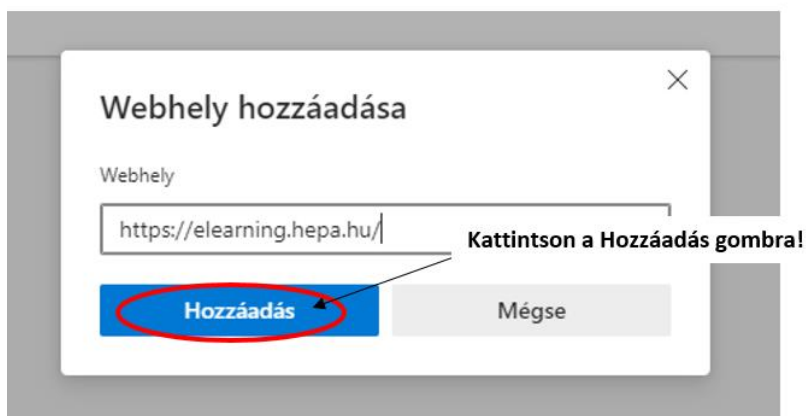 Webhely hozzáadása
Webhely
https://elearning.hepa.hu/
Kattintson a Hozzáadás gombra!
Hozzáadás
Mégse